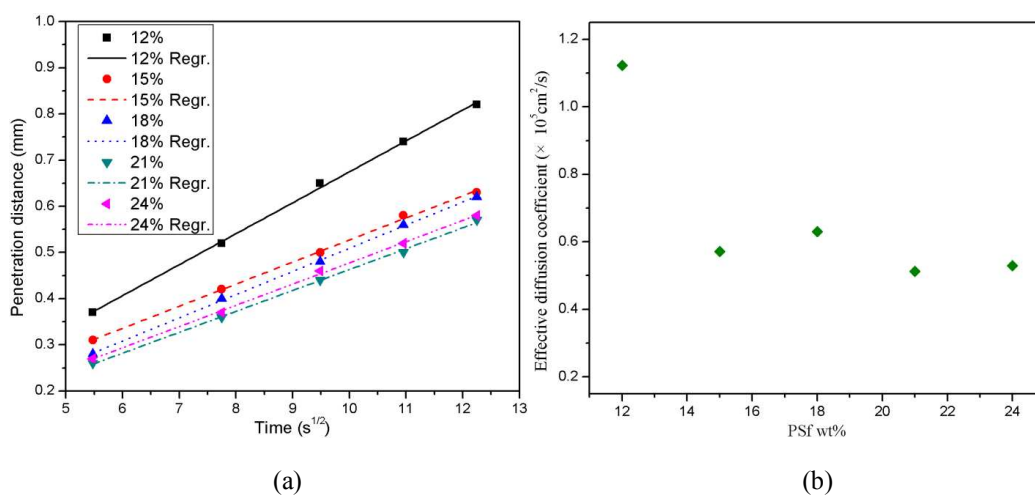 1.0
0.9
0.8
0.7
0.6
0.5
0.4
0.3
0.2
Penetration distance (mm)
12%
12% Regr.
15%
15% Regr.
18%
18% Regr.
21%
21% Regr.
24%
24% Regr.
5 6 7 8 9 10 11 12 13
Time (s1/2)
(a)
1.2
1.0
0.8
0.6
0.4
0.2
Effective diffusion coefficient (× 10⁵cm²/s)
12 14 16 18 20 22 24
PSf wt%
(b)